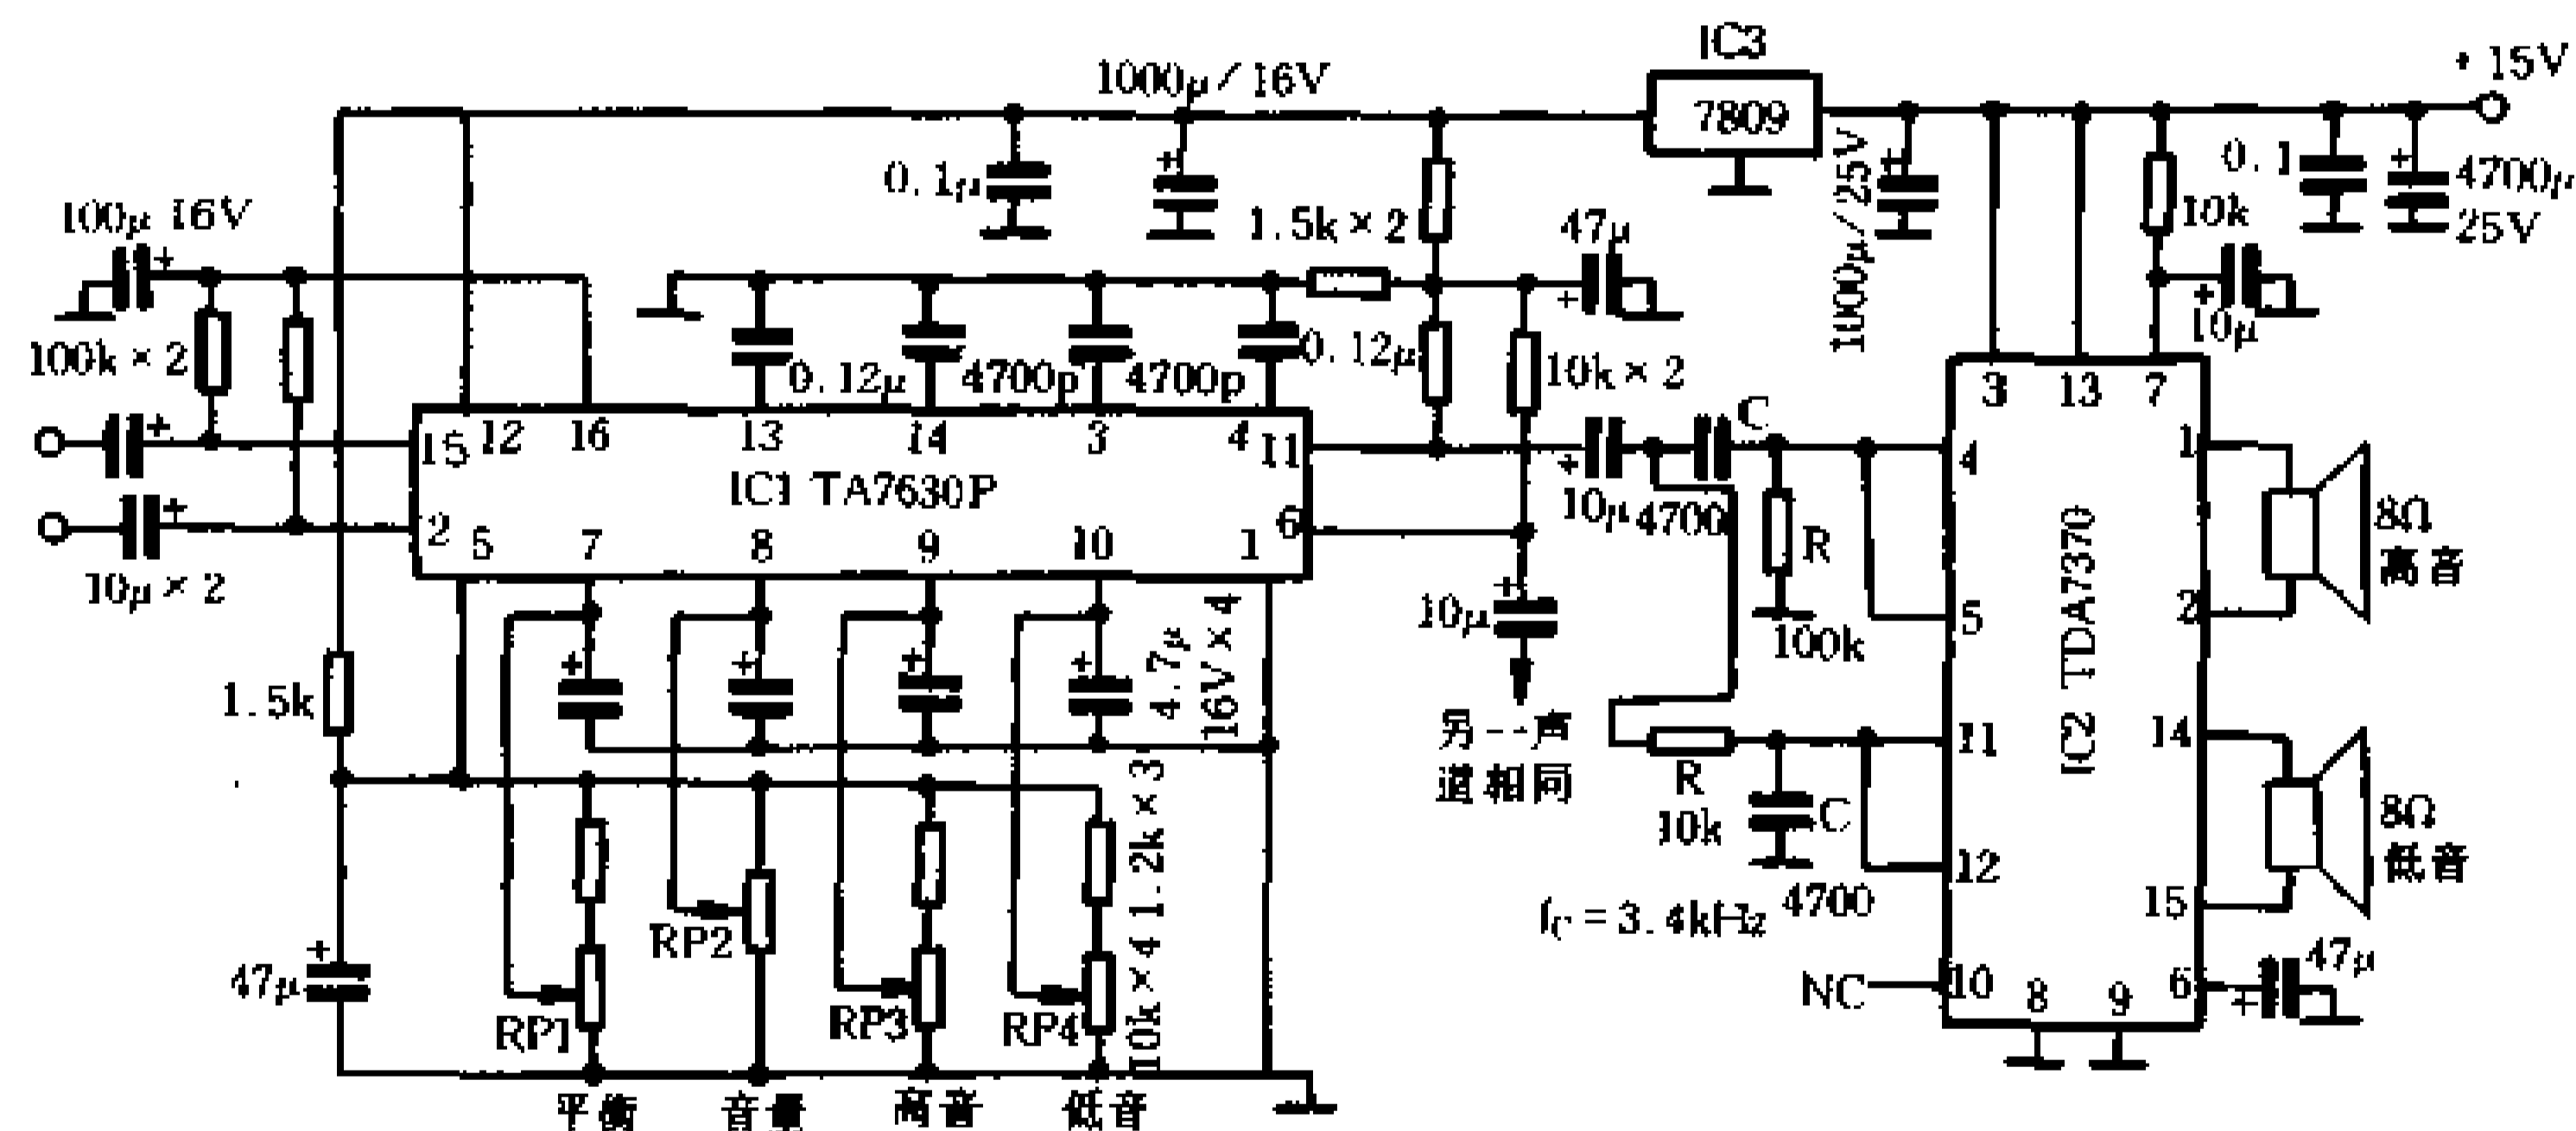 IC3
7809
· 15V
1000μ/16V
0.1μ
1.5k×2
47μ
1000μ/25V
10k
10μ
0.1
4700μ
25V
100μ 16V
100k×2
0.12μ
4700p
4700p
0.12μ
10k×2
15
12
16
13
14
3
4
11
IC1 TA7630P
2
5
7
8
9
10
1
6
10μ×2
10μ
4700
C
R
100k
3
13
7
4
5
11
12
10
8
9
6
1
2
14
15
IC2 TDA7370
8Ω
高音
8Ω
低音
10μ
另一声
道相同
R
10k
C
4700
fC=3.4kHz
NC
47μ
1.5k
47μ
4.7μ
16V×4
1.2k×3
10k×4
RP1
RP2
RP3
RP4
平衡
音量
高音
低音